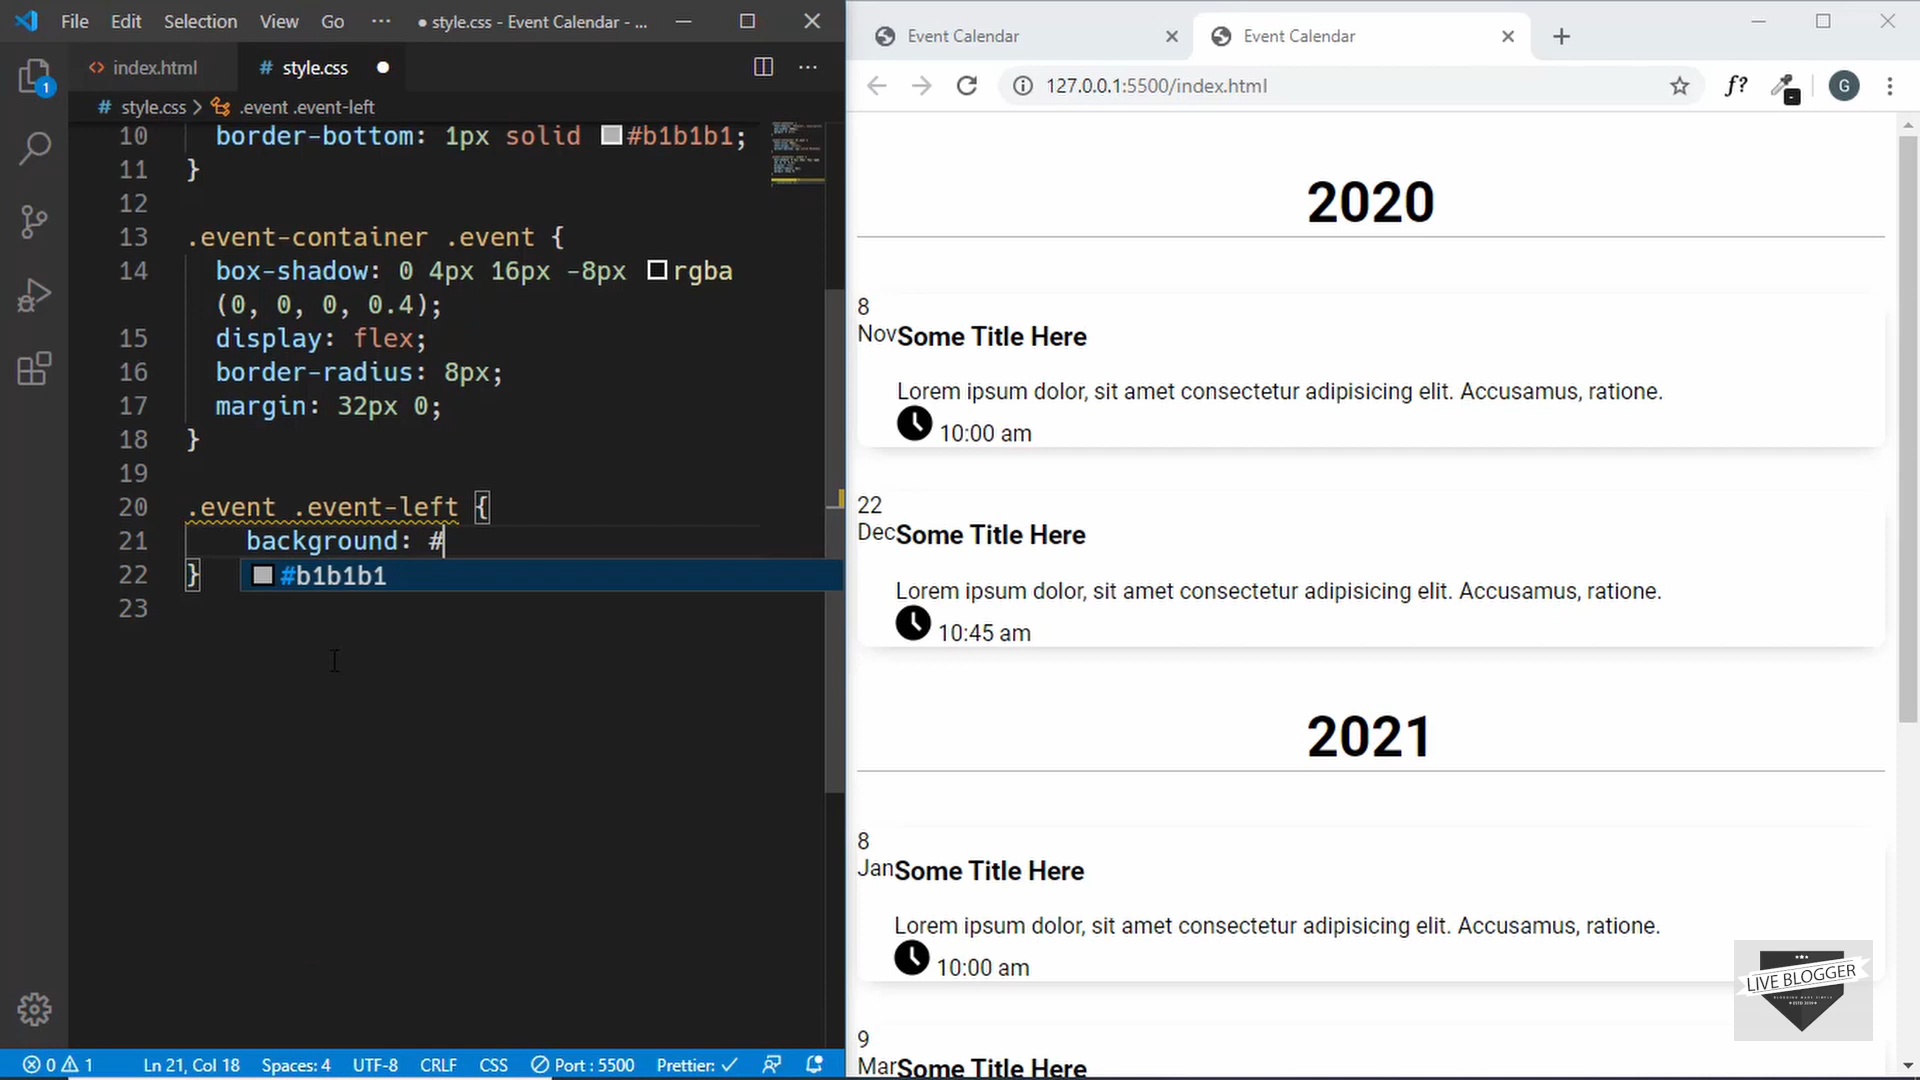 File Edit Selection View Go ··· ● style.css - Event Calendar - ...
<> index.html # style.css ●
1
# style.css > .event .event-left
10 border-bottom: 1px solid #b1b1b1;
11 }
12
13 .event-container .event {
14 box-shadow: 0 4px 16px -8px rgba
(0, 0, 0, 0.4);
15 display: flex;
16 border-radius: 8px;
17 margin: 32px 0;
18 }
19
20 .event .event-left {
21 background: #
#b1b1b1
22 }
23
0 1 Ln 21, Col 18 Spaces: 4 UTF-8 CRLF CSS Port : 5500 Prettier: ✓
Event Calendar Event Calendar
127.0.0.1:5500/index.html f? G
2020
8
Nov
Some Title Here
Lorem ipsum dolor, sit amet consectetur adipisicing elit. Accusamus, ratione.
10:00 am
22
Dec
Some Title Here
Lorem ipsum dolor, sit amet consectetur adipisicing elit. Accusamus, ratione.
10:45 am
2021
8
Jan
Some Title Here
Lorem ipsum dolor, sit amet consectetur adipisicing elit. Accusamus, ratione.
10:00 am
9
Mar
Some Title Here
LIVE BLOGGER